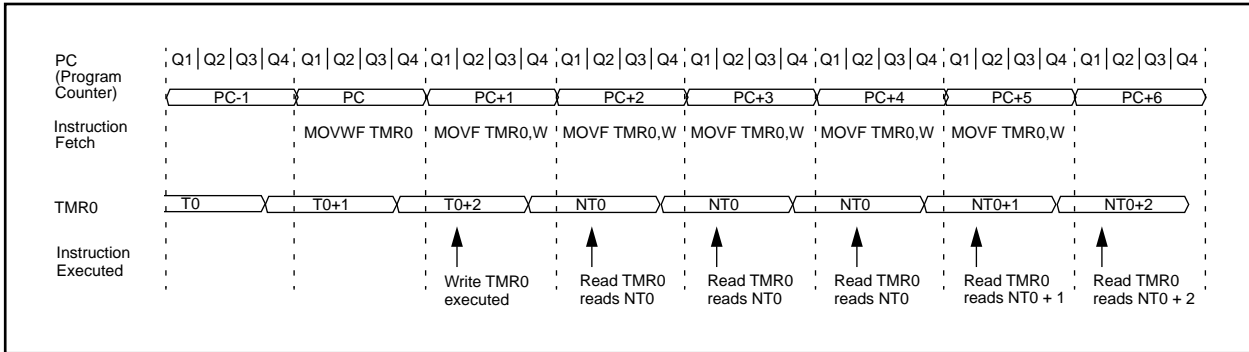 PC
(Program
Counter)
Q1 Q2 Q3 Q4 Q1 Q2 Q3 Q4 Q1 Q2 Q3 Q4 Q1 Q2 Q3 Q4 Q1 Q2 Q3 Q4 Q1 Q2 Q3 Q4 Q1 Q2 Q3 Q4 Q1 Q2 Q3 Q4
PC-1 PC PC+1 PC+2 PC+3 PC+4 PC+5 PC+6
Instruction
Fetch
MOVWF TMR0 MOVF TMR0,W MOVF TMR0,W MOVF TMR0,W MOVF TMR0,W MOVF TMR0,W
TMR0
T0 T0+1 T0+2 NT0 NT0 NT0 NT0+1 NT0+2
Instruction
Executed
Write TMR0
executed
Read TMR0
reads NT0
Read TMR0
reads NT0
Read TMR0
reads NT0
Read TMR0
reads NT0 + 1
Read TMR0
reads NT0 + 2